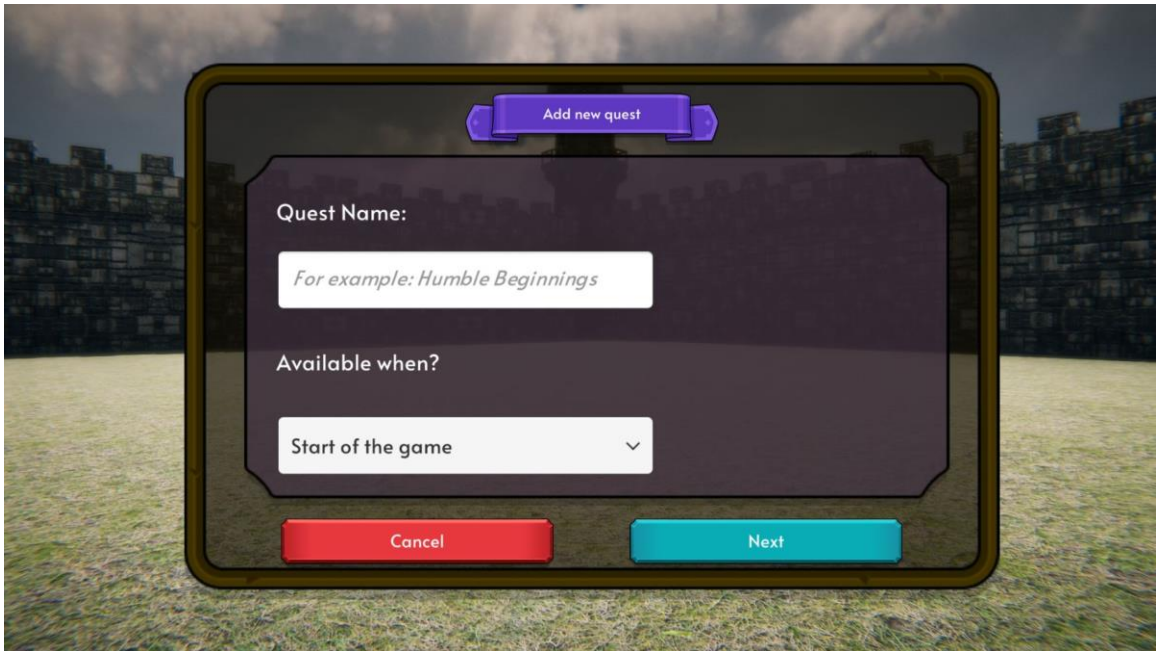 Add new quest
Quest Name:
For example: Humble Beginnings
Available when?
Start of the game
Cancel
Next